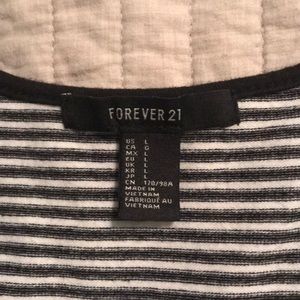 FOREVER 21
US L
CA G
MX L
EU L
UK L
KR L
JP L
CN 170/98A
MADE IN
VIETNAM
FABRIQUÉ AU
VIETNAM